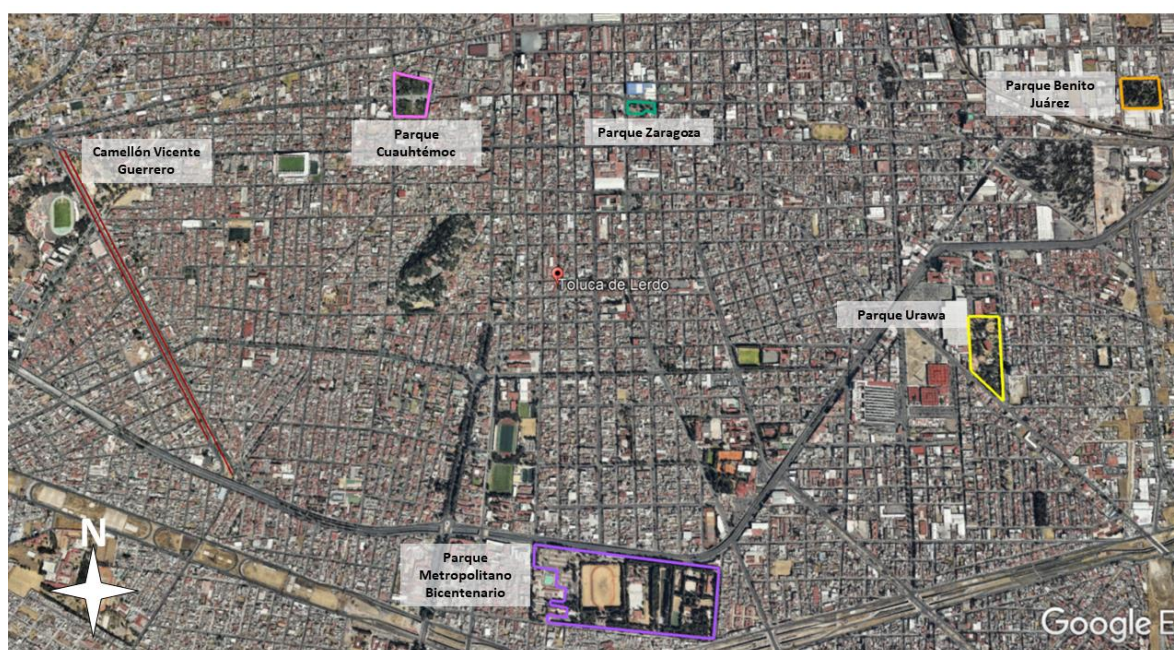 Parque Benito
Juárez
Parque
Cuauhtémoc
Parque Zaragoza
Camellón Vicente
Guerrero
Toluca de Lerdo
Parque Urawa
Parque
Metropolitano
Bicentenario
N
Google E